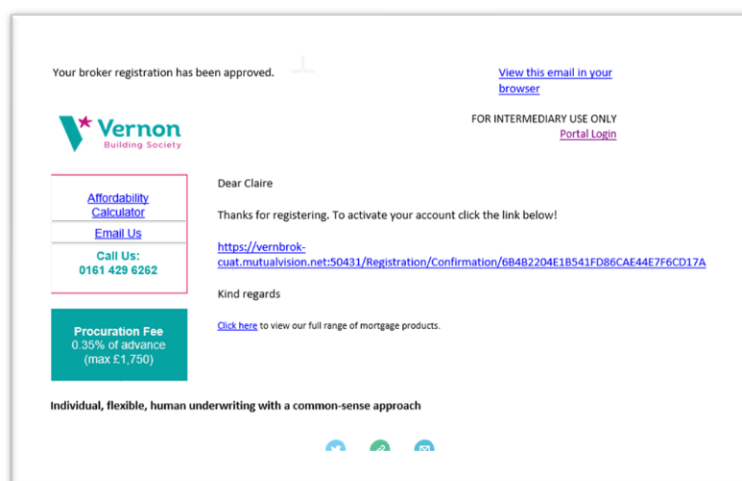 Your broker registration has been approved.
View this email in your
browser
Vernon
Building Society
FOR INTERMEDIARY USE ONLY
Portal Login
Affordability
Calculator
Email Us
Call Us:
0161 429 6262
Dear Claire
Thanks for registering. To activate your account click the link below!
https://vernbrok-
cuat.mutualvision.net:50431/Registration/Confirmation/6B4B2204E1B541FD86CAE44E7F6CD17A
Kind regards
Click here to view our full range of mortgage products.
Procuration Fee
0.35% of advance
(max £1,750)
Individual, flexible, human underwriting with a common-sense approach